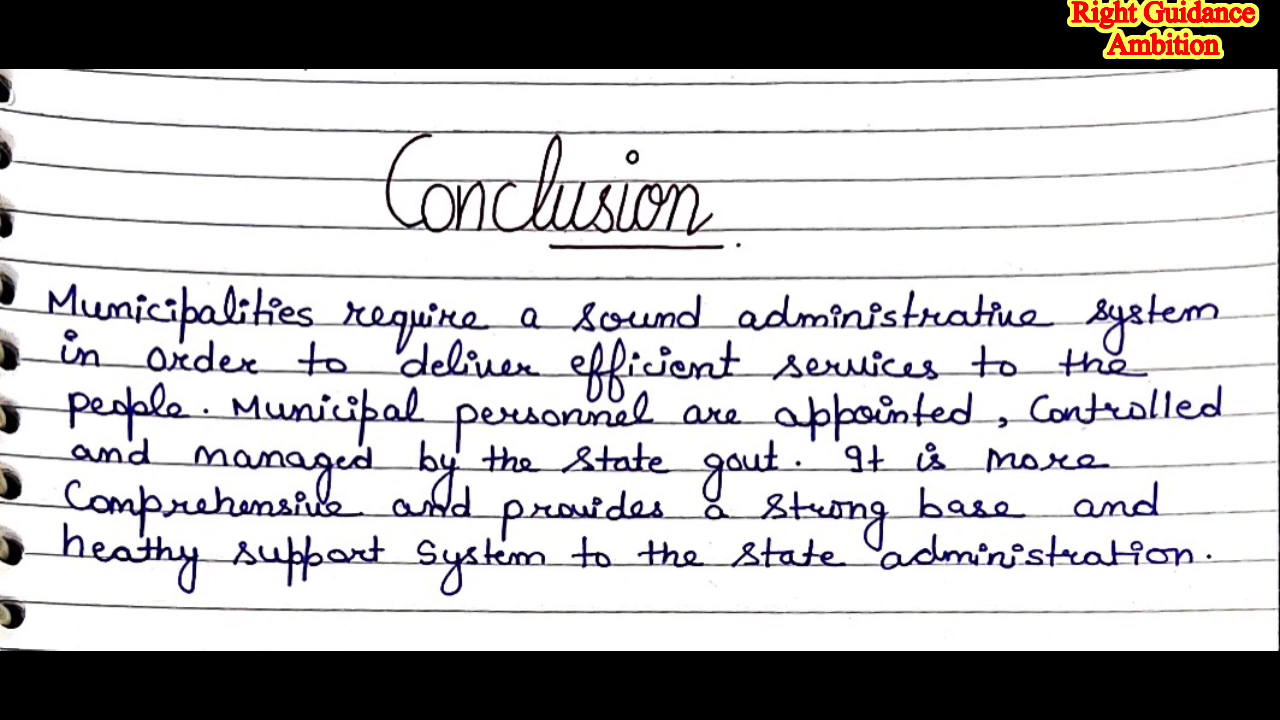 Right Guidance
Ambition
Conclusion.
Municipalities require a sound administrative system
in order to deliver efficient services to the
people. Municipal personnel are appointed, Controlled
and managed by the State govt. It is more
Comprehensive and provides a strong base and
heathy support System to the state administration.